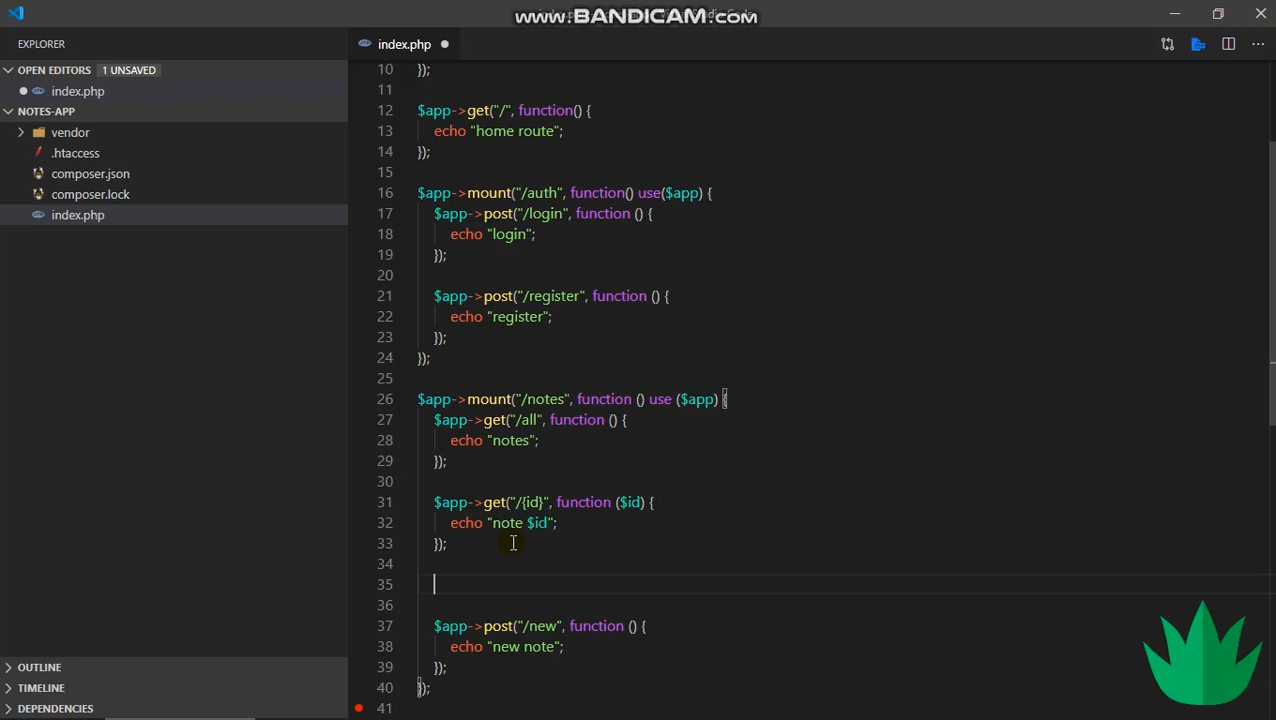 www.BANDICAM.com
EXPLORER
index.php
OPEN EDITORS 1 UNSAVED
index.php
NOTES-APP
vendor
.htaccess
composer.json
composer.lock
index.php
OUTLINE
TIMELINE
DEPENDENCIES
10 });
11
12 $app->get("/", function() {
13 echo "home route";
14 });
15
16 $app->mount("/auth", function() use($app) {
17 $app->post("/login", function () {
18 echo "login";
19 });
20
21 $app->post("/register", function () {
22 echo "register";
23 });
24 });
25
26 $app->mount("/notes", function () use ($app) {
27 $app->get("/all", function () {
28 echo "notes";
29 });
30
31 $app->get("/{id}", function ($id) {
32 echo "note $id";
33 });
34
35
36
37 $app->post("/new", function () {
38 echo "new note";
39 });
40 });
41